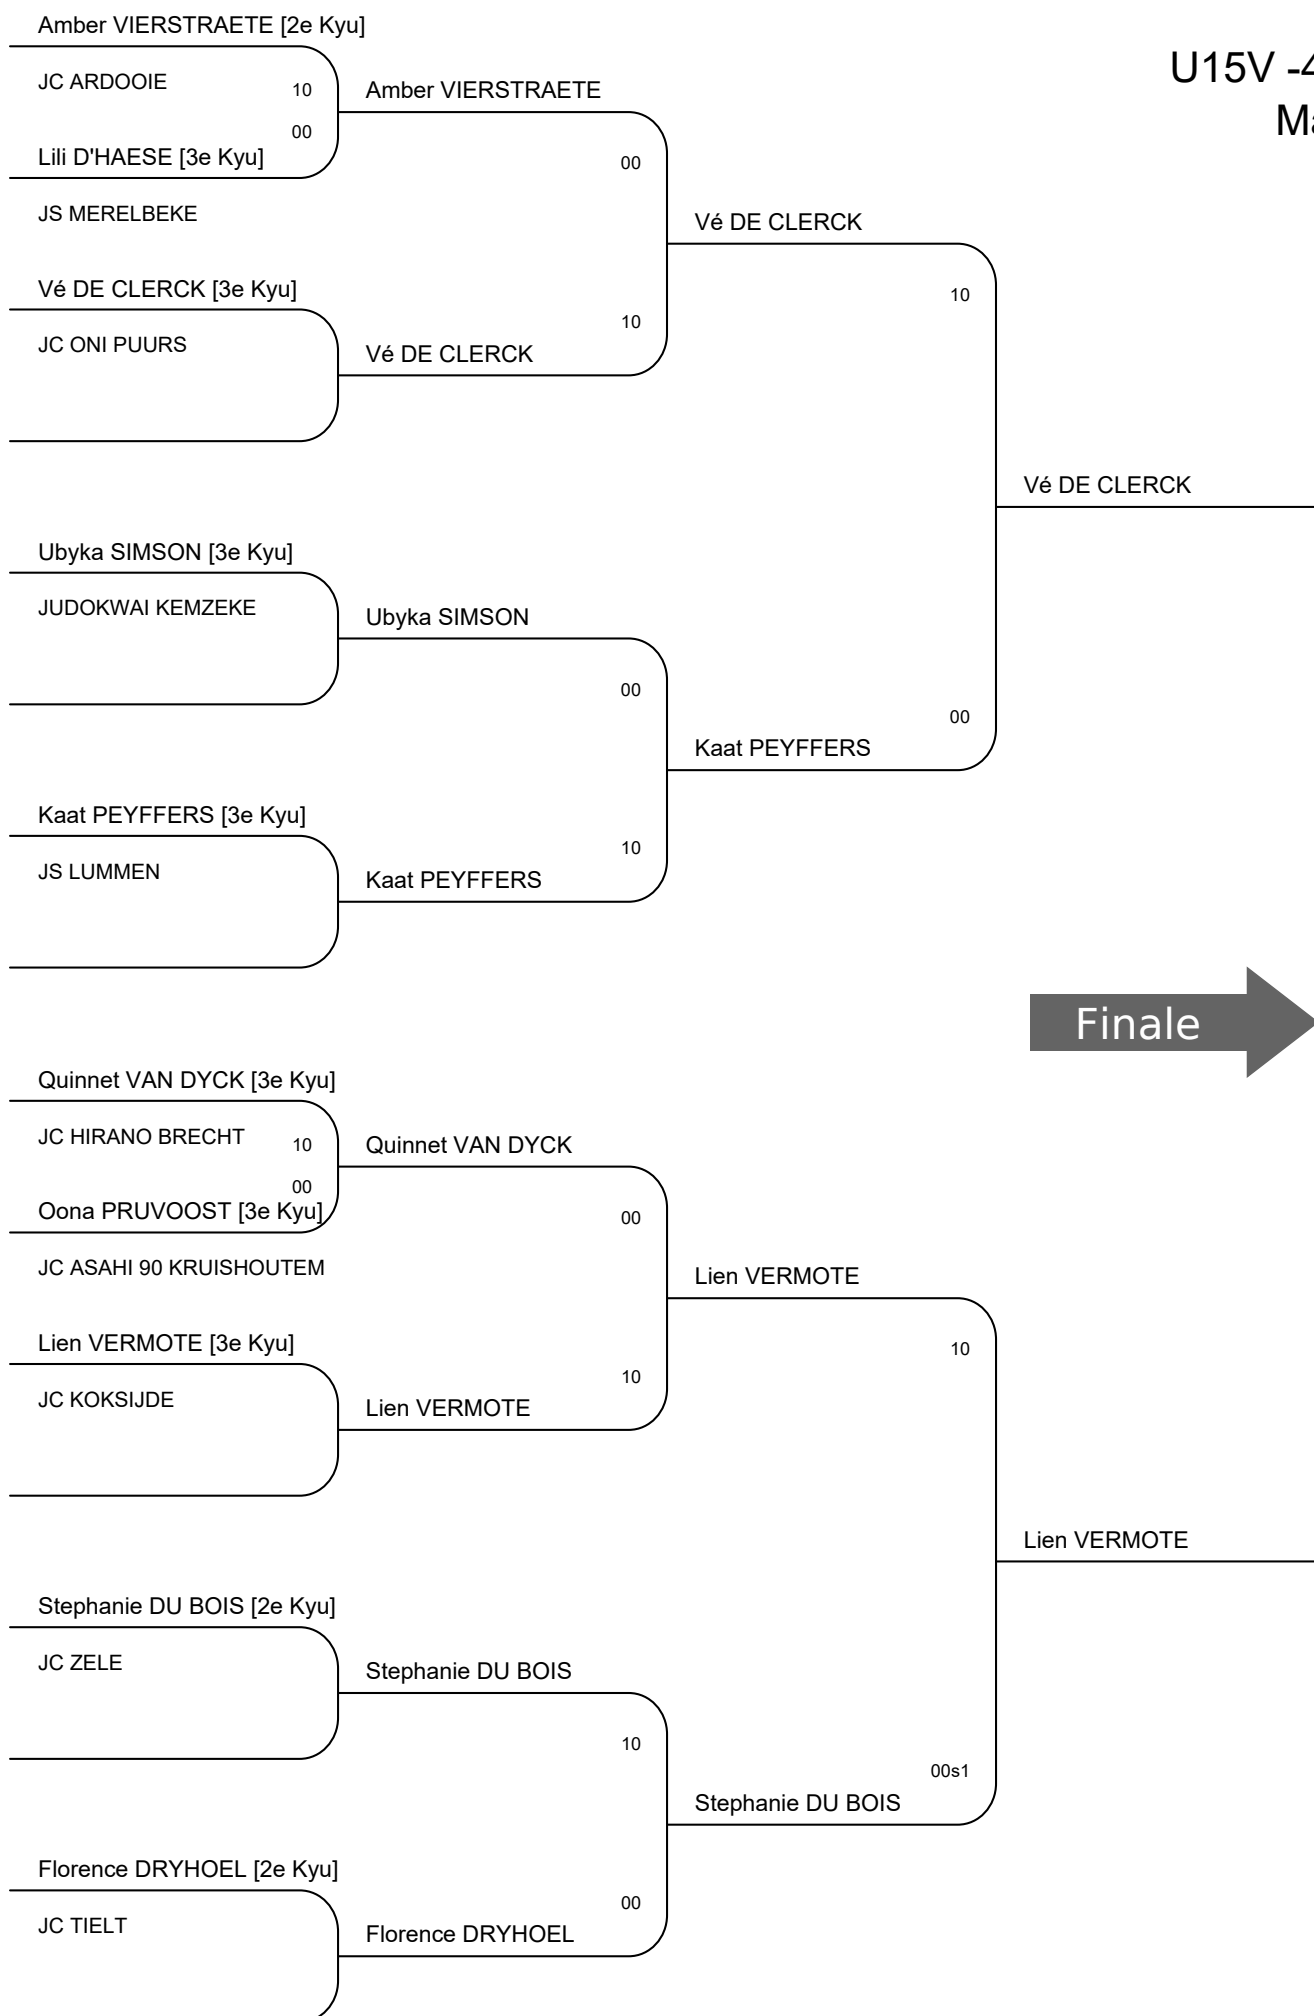 Amber VIERSTRAETE [2e Kyu]
U15V -4
JC ARDOOIE
10
Amber VIERSTRAETE
Ma
00
Lili D'HAESE [3e Kyu]
00
JS MERELBEKE
Vé DE CLERCK
Vé DE CLERCK [3e Kyu]
10
10
JC ONI PUURS
Vé DE CLERCK
Vé DE CLERCK
Ubyka SIMSON [3e Kyu]
JUDOKWAI KEMZEKE
Ubyka SIMSON
00
00
Kaat PEYFFERS
Kaat PEYFFERS [3e Kyu]
10
JS LUMMEN
Kaat PEYFFERS
Finale
Quinnet VAN DYCK [3e Kyu]
JC HIRANO BRECHT
10
Quinnet VAN DYCK
00
Oona PRUVOOST [3e Kyu]
00
JC ASAHI 90 KRUISHOUTEM
Lien VERMOTE
Lien VERMOTE [3e Kyu]
10
10
JC KOKSIJDE
Lien VERMOTE
Lien VERMOTE
Stephanie DU BOIS [2e Kyu]
JC ZELE
Stephanie DU BOIS
10
00s1
Stephanie DU BOIS
Florence DRYHOEL [2e Kyu]
00
JC TIELT
Florence DRYHOEL